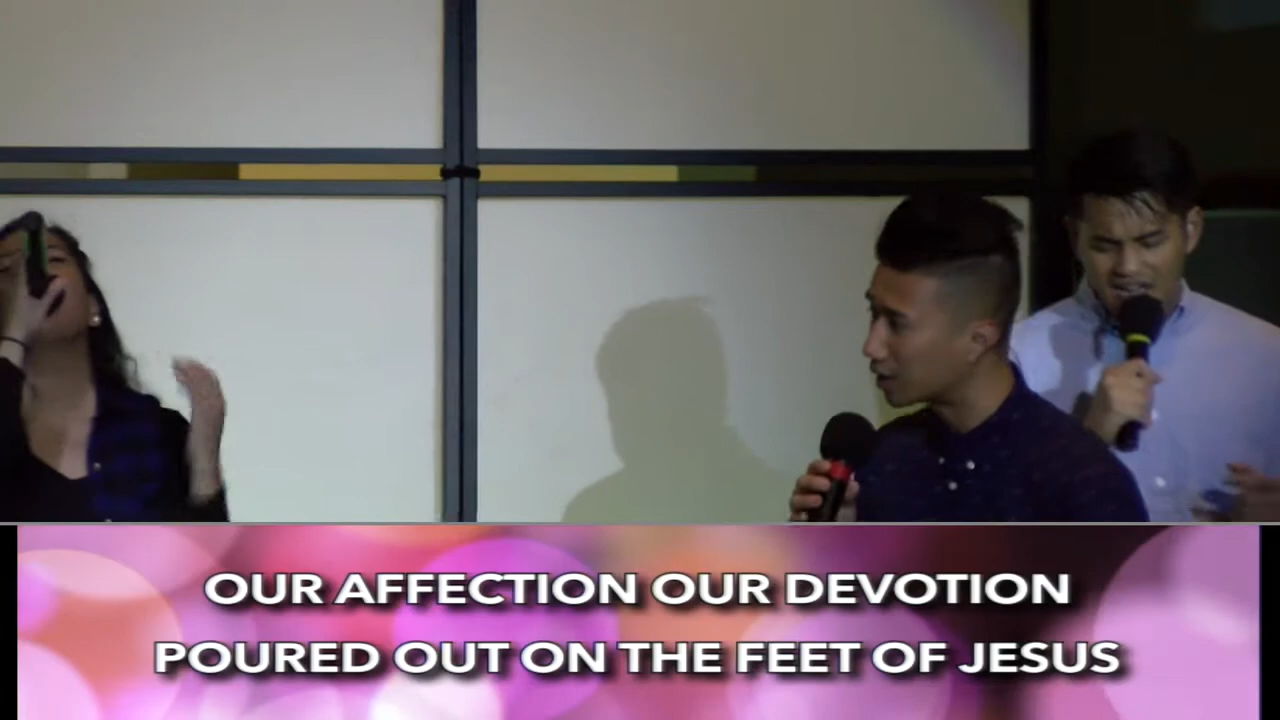 OUR AFFECTION OUR DEVOTION
POURED OUT ON THE FEET OF JESUS